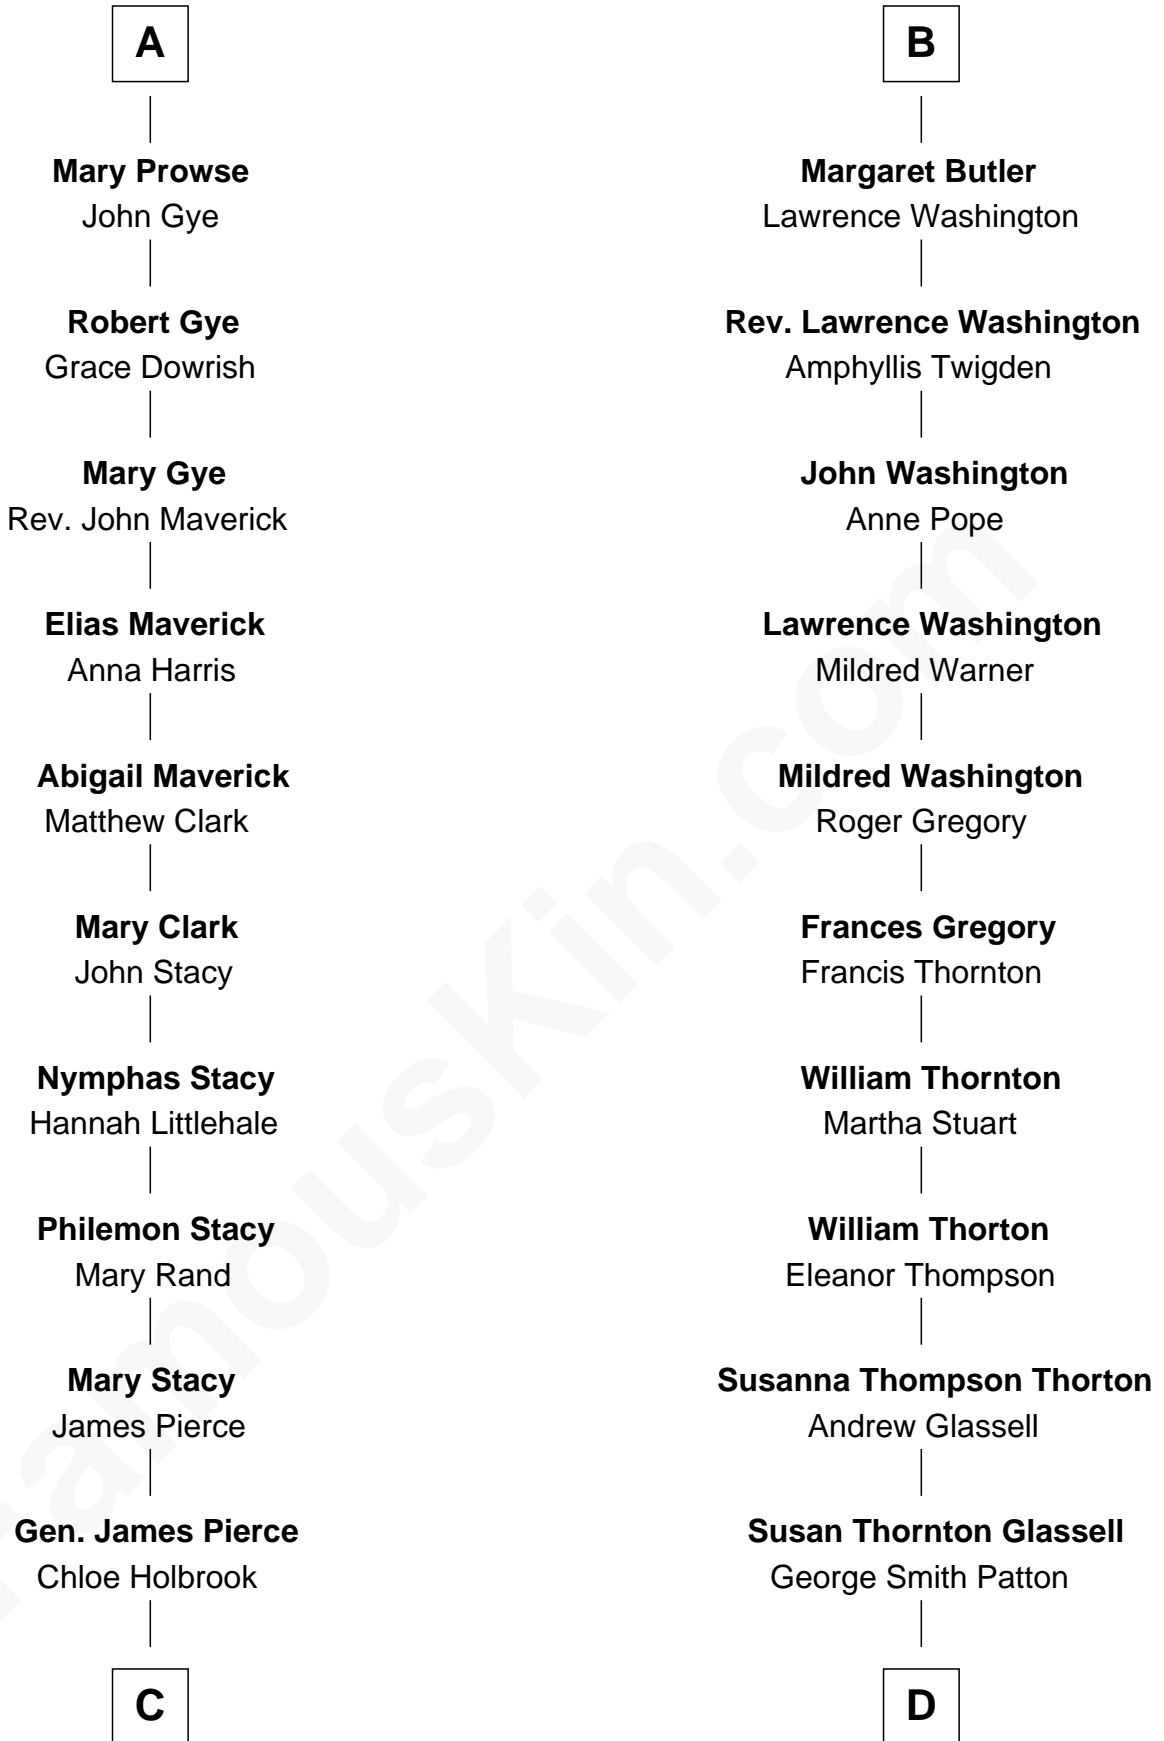 A
Mary Prowse
John Gye
Robert Gye
Grace Dowrish
Mary Gye
Rev. John Maverick
Elias Maverick
Anna Harris
Abigail Maverick
Matthew Clark
Mary Clark
John Stacy
Nymphas Stacy
Hannah Littlehale
Philemon Stacy
Mary Rand
Mary Stacy
James Pierce
Gen. James Pierce
Chloe Holbrook
C
B
Margaret Butler
Lawrence Washington
Rev. Lawrence Washington
Amphyllis Twigden
John Washington
Anne Pope
Lawrence Washington
Mildred Warner
Mildred Washington
Roger Gregory
Frances Gregory
Francis Thornton
William Thornton
Martha Stuart
William Thorton
Eleanor Thompson
Susanna Thompson Thorton
Andrew Glassell
Susan Thornton Glassell
George Smith Patton
D
FamousKin.com